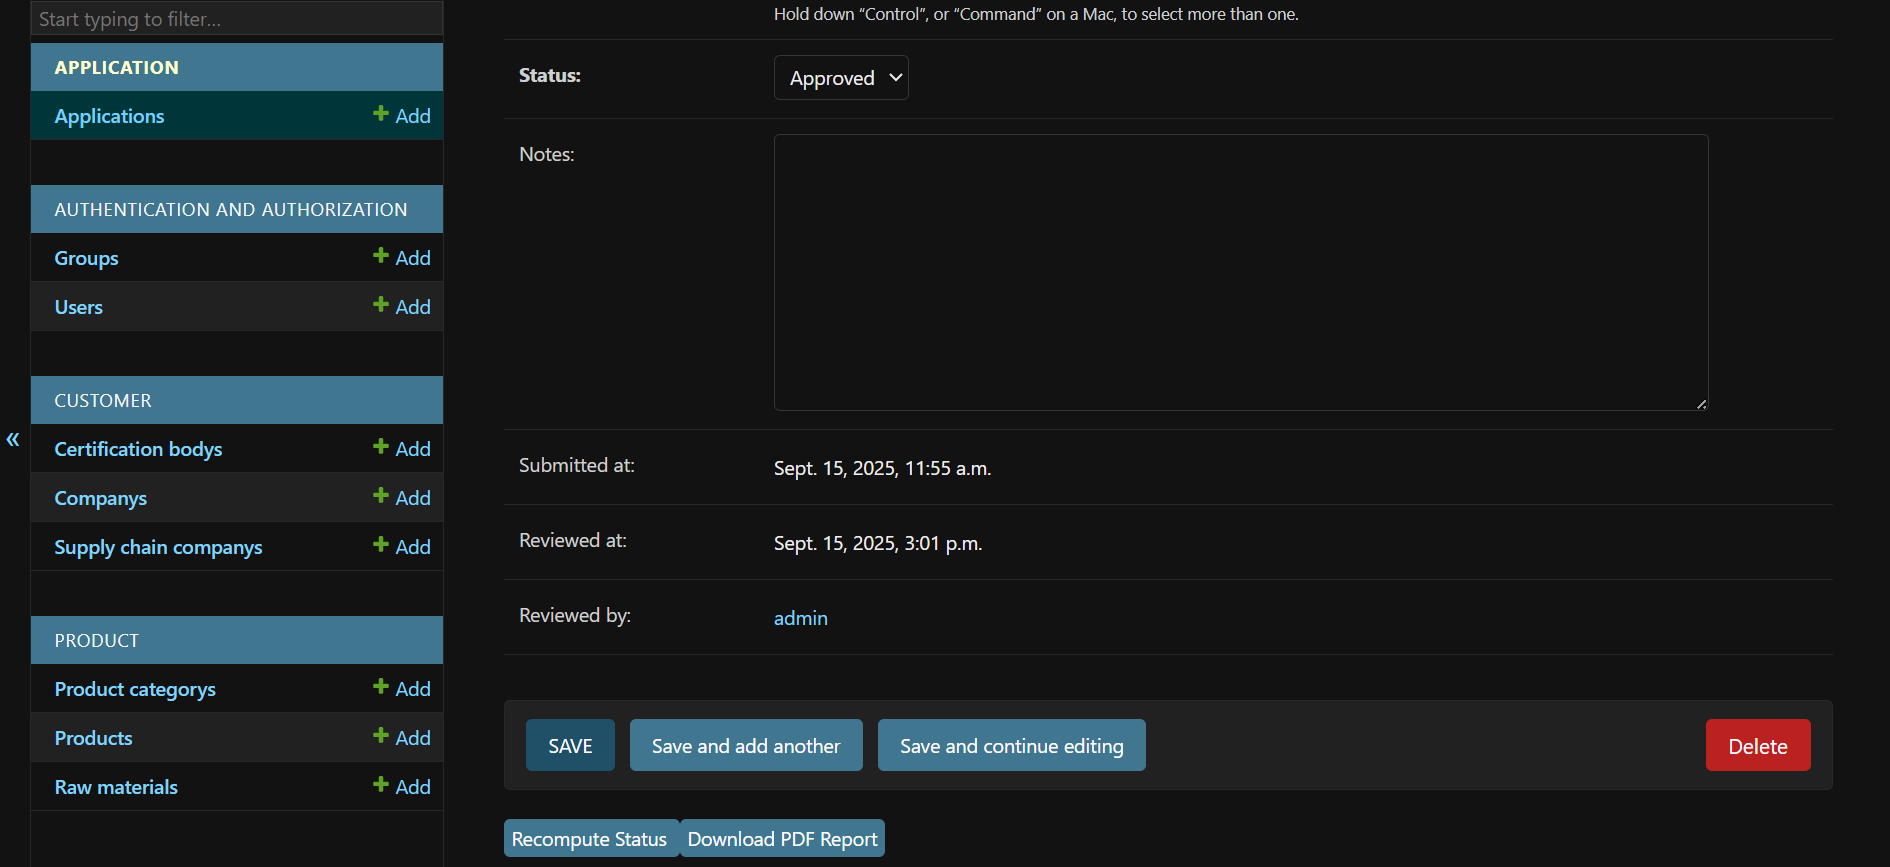 Start typing to filter...
APPLICATION
Applications
Add
AUTHENTICATION AND AUTHORIZATION
Groups
Add
Users
Add
CUSTOMER
Certification bodys
Add
Companys
Add
Supply chain companys
Add
PRODUCT
Product categorys
Add
Products
Add
Raw materials
Add
«
Hold down “Control”, or “Command” on a Mac, to select more than one.
Status:
Approved
Notes:
Submitted at:
Sept. 15, 2025, 11:55 a.m.
Reviewed at:
Sept. 15, 2025, 3:01 p.m.
Reviewed by:
admin
SAVE
Save and add another
Save and continue editing
Delete
Recompute Status
Download PDF Report